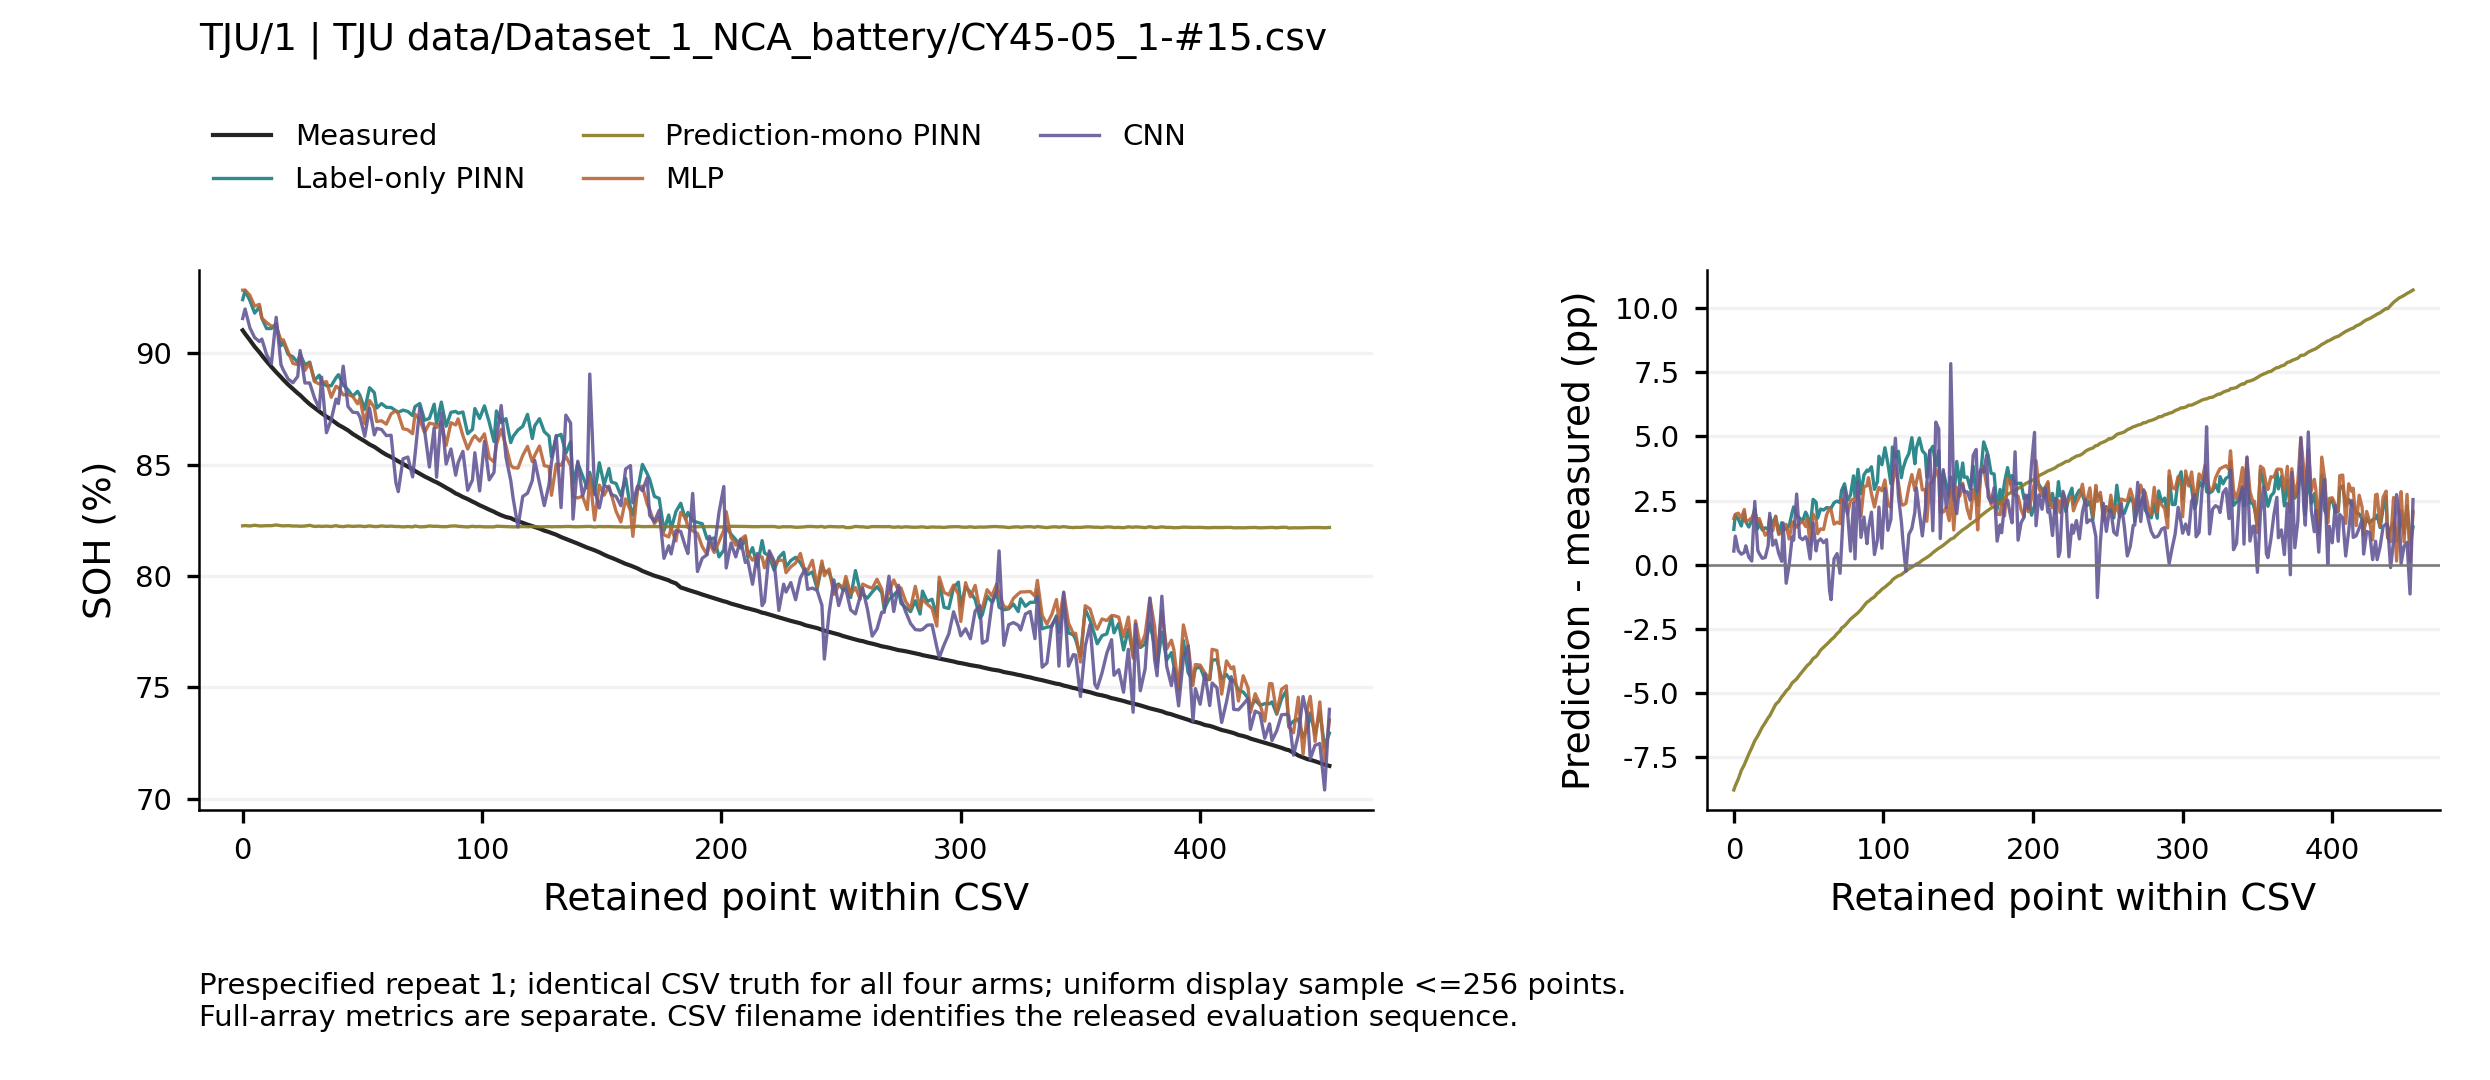 TJU/1 | TJU data/Dataset_1_NCA_battery/CY45-05_1-#15.csv
Measured
Label-only PINN
Prediction-mono PINN
MLP
CNN
SOH (%)
90
85
80
75
70
0 100 200 300 400
Retained point within CSV
Prediction - measured (pp)
10.0
7.5
5.0
2.5
0.0
-2.5
-5.0
-7.5
0 100 200 300 400
Retained point within CSV
Prespecified repeat 1; identical CSV truth for all four arms; uniform display sample <=256 points.
Full-array metrics are separate. CSV filename identifies the released evaluation sequence.